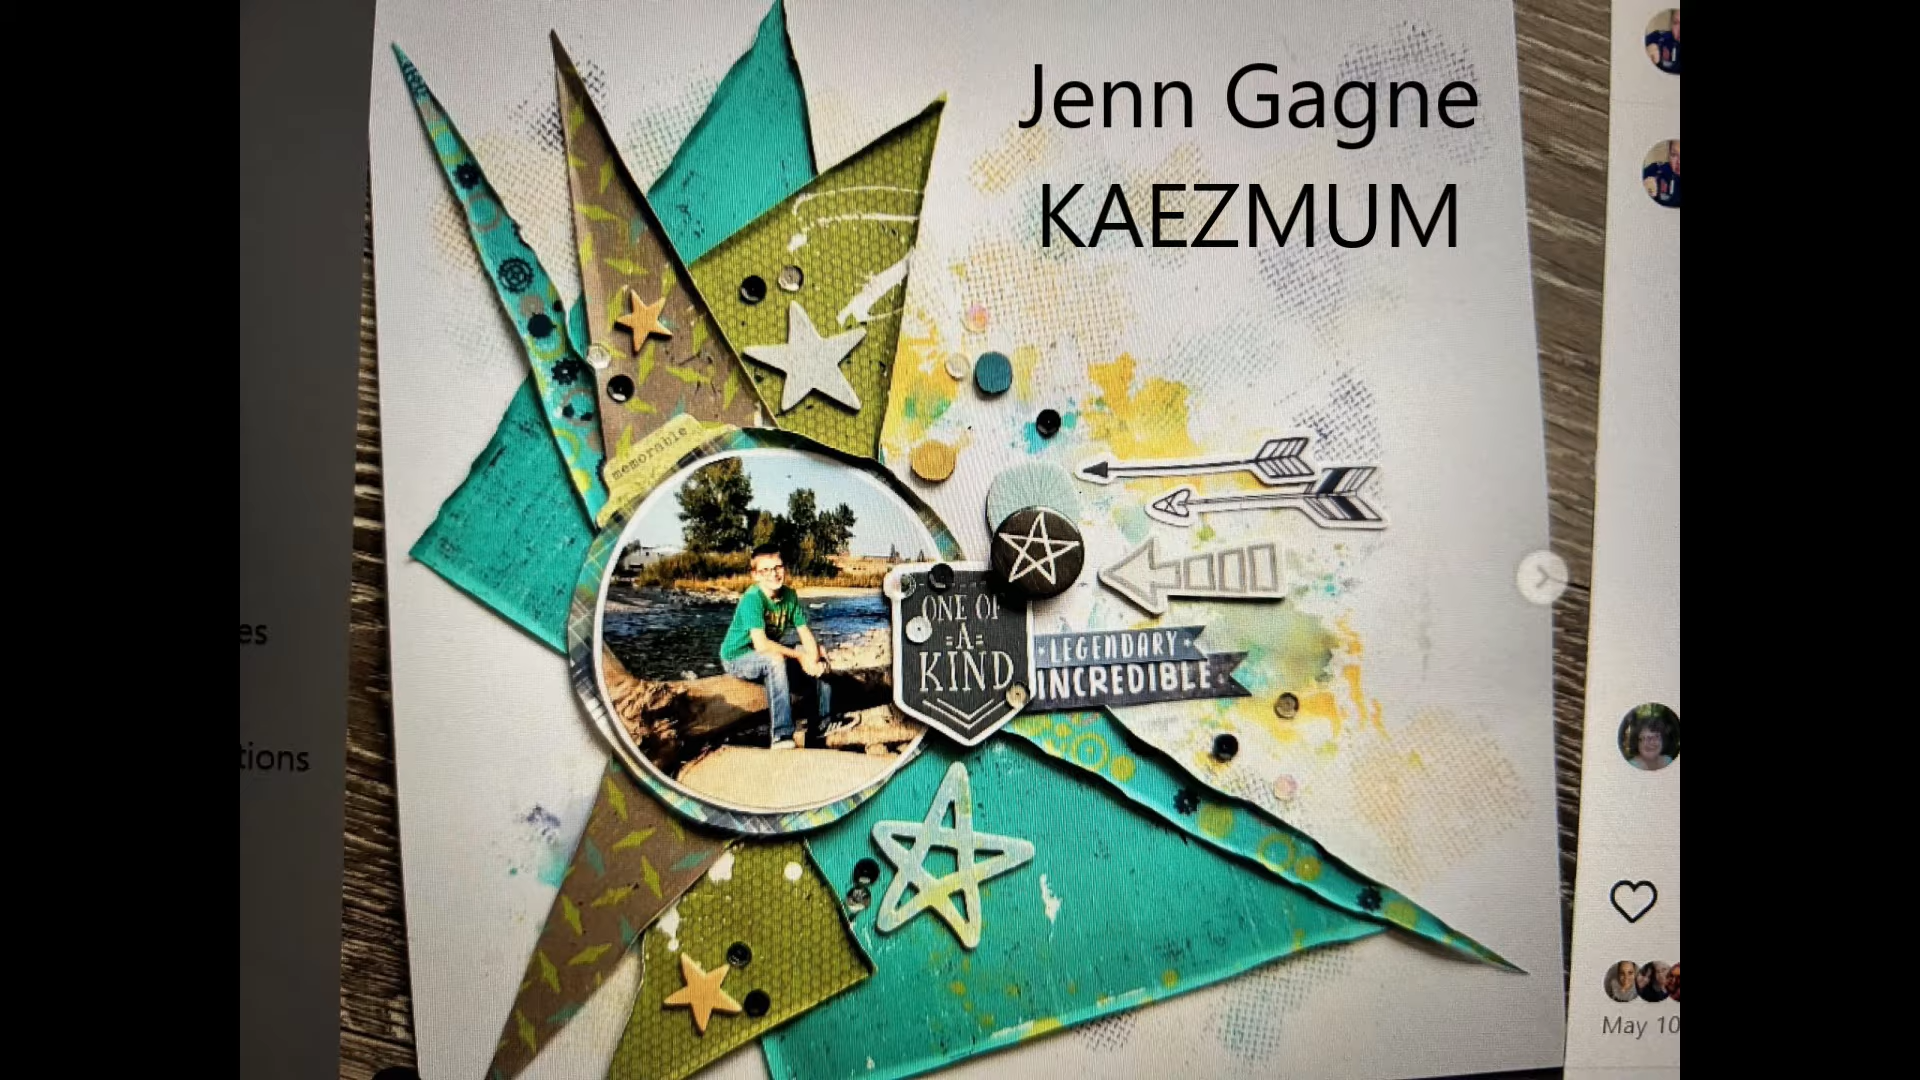 Jenn Gagne
KAEZMUM
memorable
ONE OF
-A-
KIND
·LEGENDARY·
INCREDIBLE
es
tions
May 10